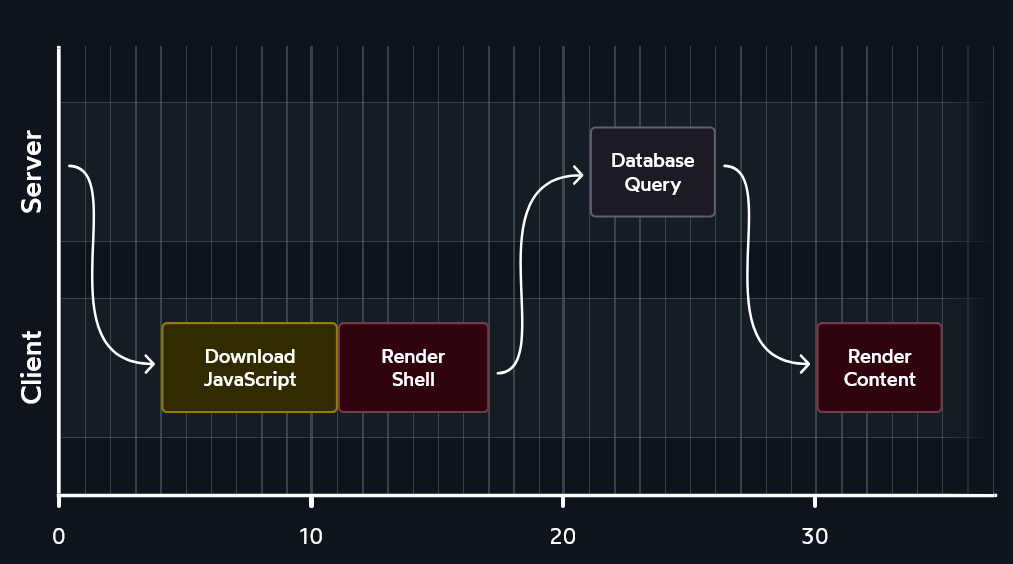 Server
Database
Query
Client
Download
JavaScript
Render
Shell
Render
Content
0
10
20
30